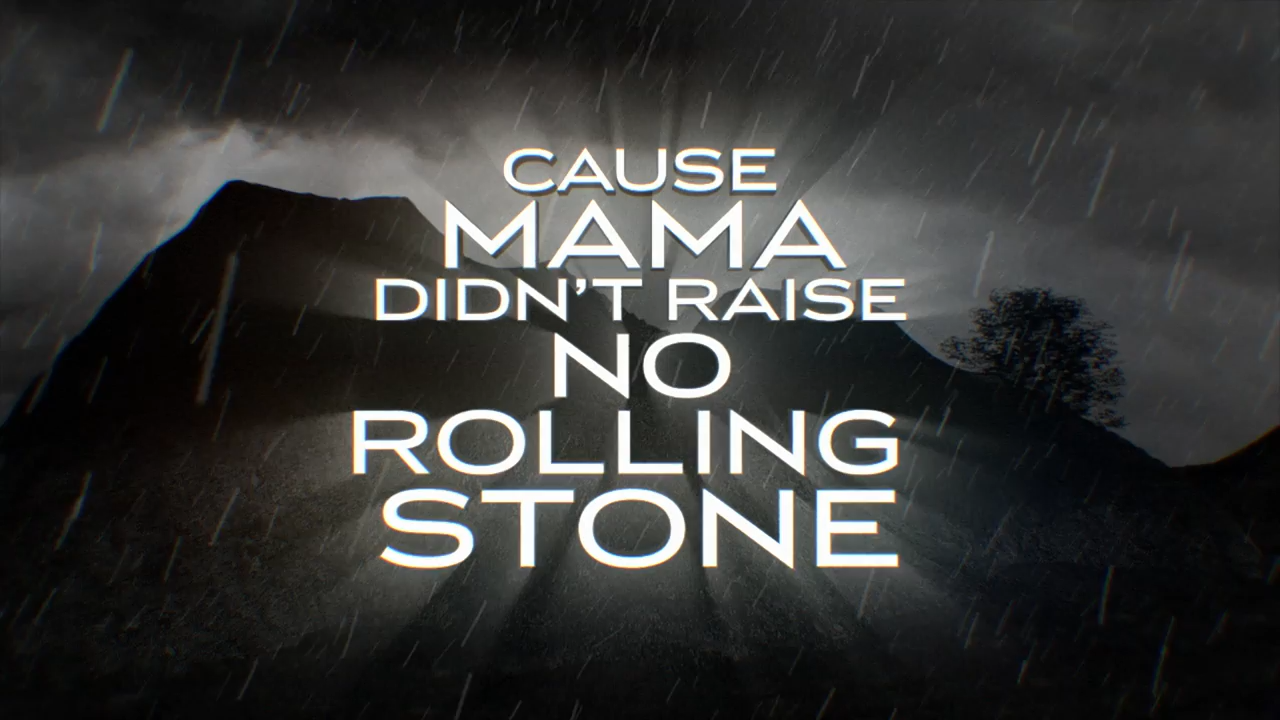 CAUSE
MAMA
DIDN'T RAISE
NO
ROLLING
STONE